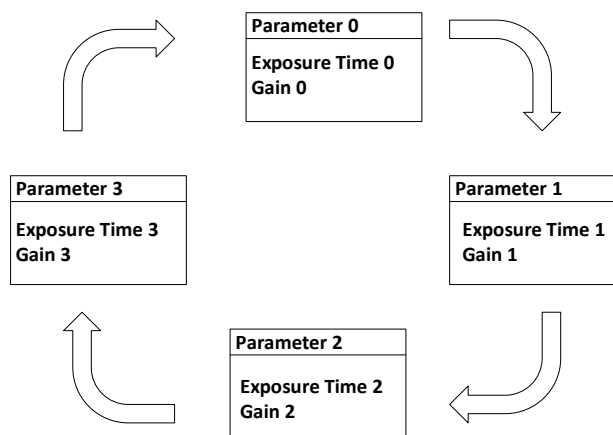 Parameter 0
Exposure Time 0
Gain 0
Parameter 3
Exposure Time 3
Gain 3
Parameter 1
Exposure Time 1
Gain 1
Parameter 2
Exposure Time 2
Gain 2